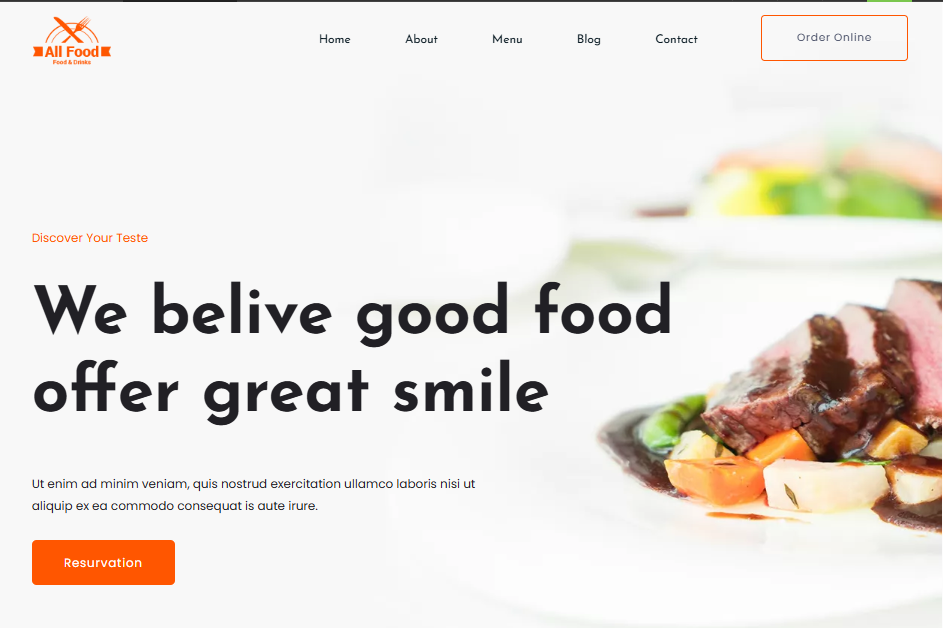 All Food
Food & Drinks
Home About Menu Blog Contact Order Online
Discover Your Teste
We belive good food
offer great smile
Ut enim ad minim veniam, quis nostrud exercitation ullamco laboris nisi ut
aliquip ex ea commodo consequat is aute irure.
Resurvation